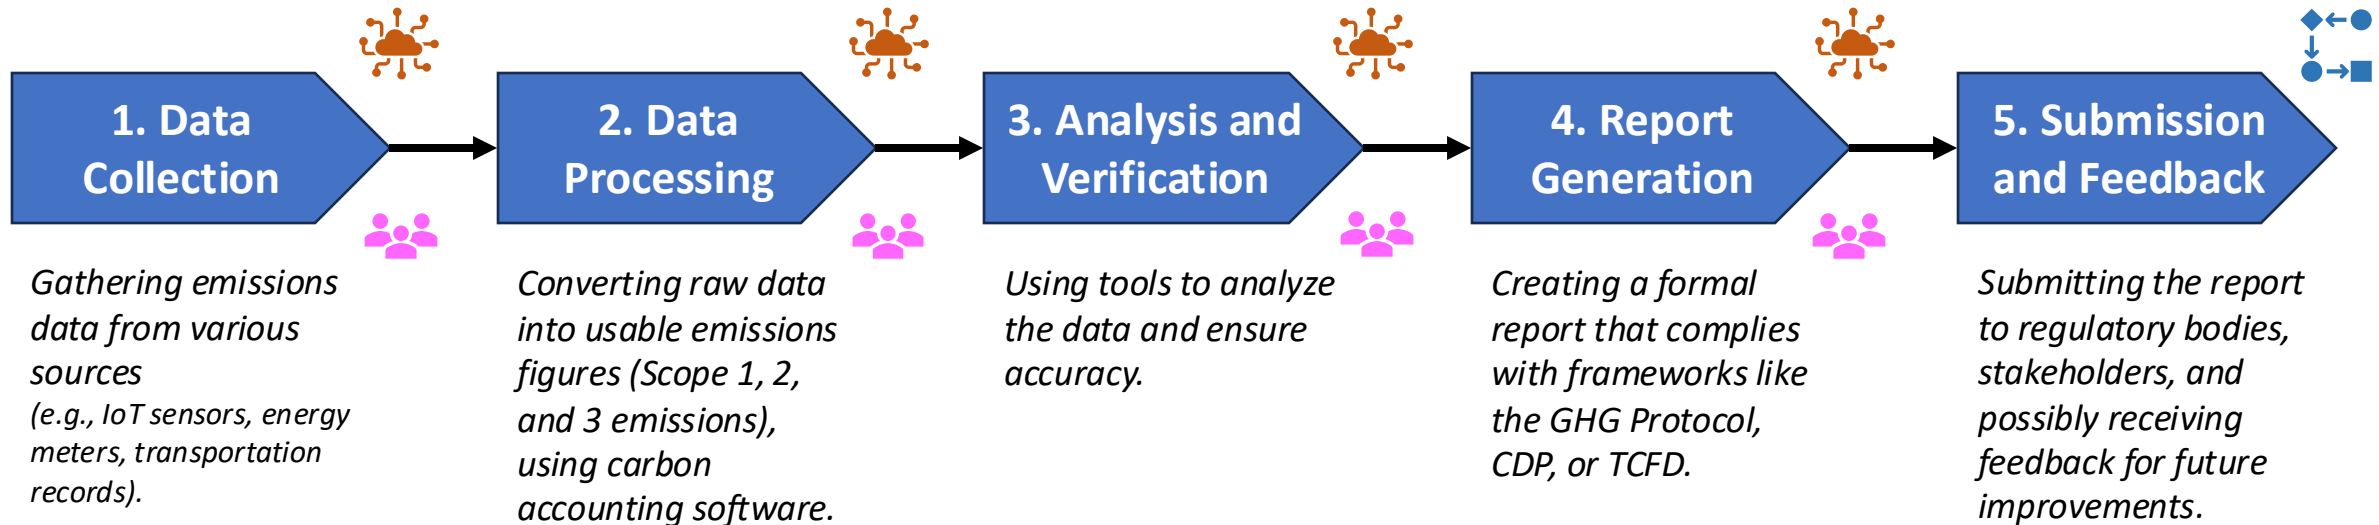 1. Data
Collection
2. Data
Processing
3. Analysis and
Verification
4. Report
Generation
5. Submission
and Feedback
Gathering emissions
data from various
sources
(e.g., IoT sensors, energy
meters, transportation
records).
Converting raw data
into usable emissions
figures (Scope 1, 2,
and 3 emissions),
using carbon
accounting software.
Using tools to analyze
the data and ensure
accuracy.
Creating a formal
report that complies
with frameworks like
the GHG Protocol,
CDP, or TCFD.
Submitting the report
to regulatory bodies,
stakeholders, and
possibly receiving
feedback for future
improvements.